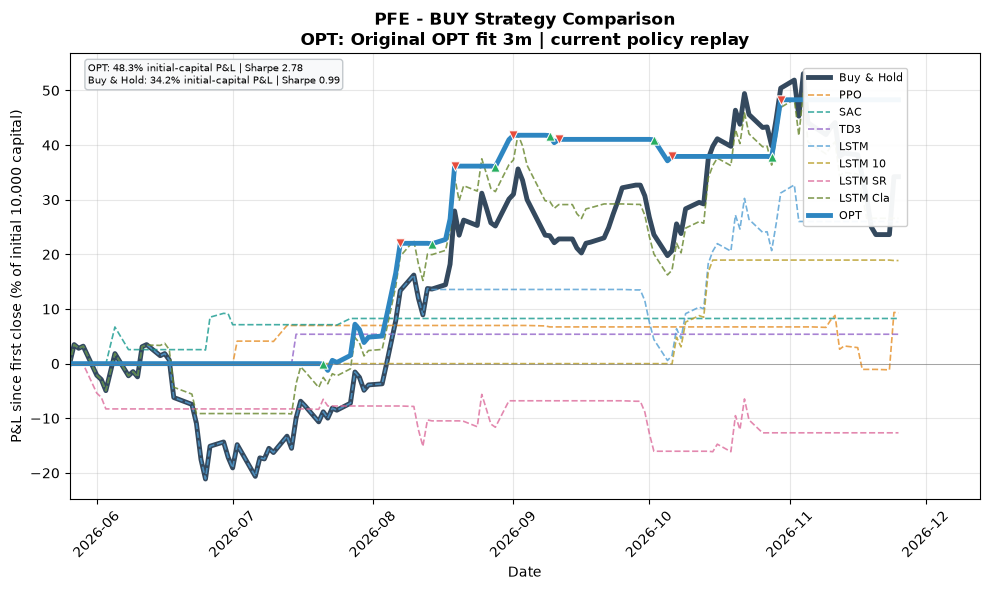 PFE - BUY Strategy Comparison
OPT: Original OPT fit 3m | current policy replay
OPT: 48.3% initial-capital P&L | Sharpe 2.78
Buy & Hold: 34.2% initial-capital P&L | Sharpe 0.99
Buy & Hold
PPO
SAC
TD3
LSTM
LSTM 10
LSTM SR
LSTM Cla
OPT
P&L since first close (% of initial 10,000 capital)
50
40
30
20
10
0
−10
−20
2026-06
2026-07
2026-08
2026-09
2026-10
2026-11
2026-12
Date